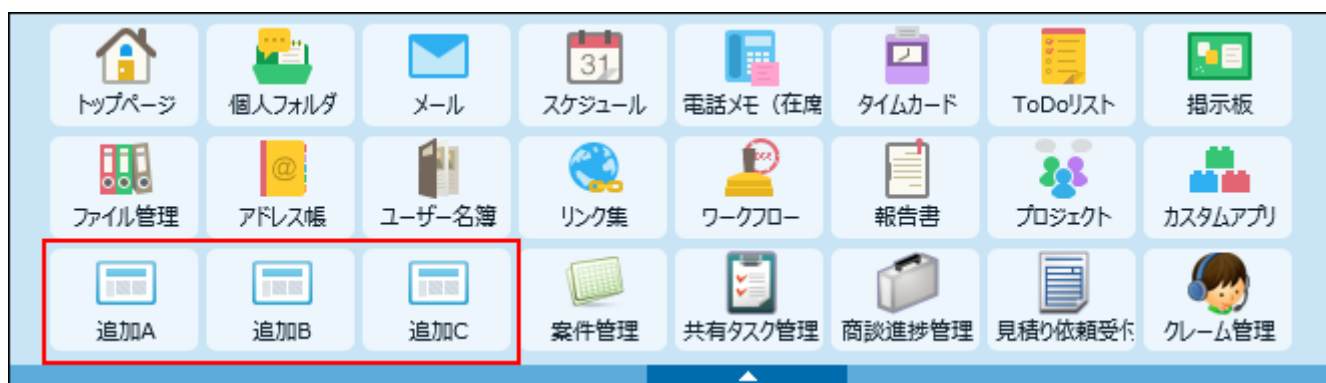 31
トップページ 個人フォルダ メール スケジュール 電話メモ（在席 タイムカード ToDoリスト 掲示板
@
ファイル管理 アドレス帳 ユーザー名簿 リンク集 ワークフロー 報告書 プロジェクト カスタムアプリ
追加A 追加B 追加C 案件管理 共有タスク管理 商談進捗管理 見積り依頼受付 クレーム管理